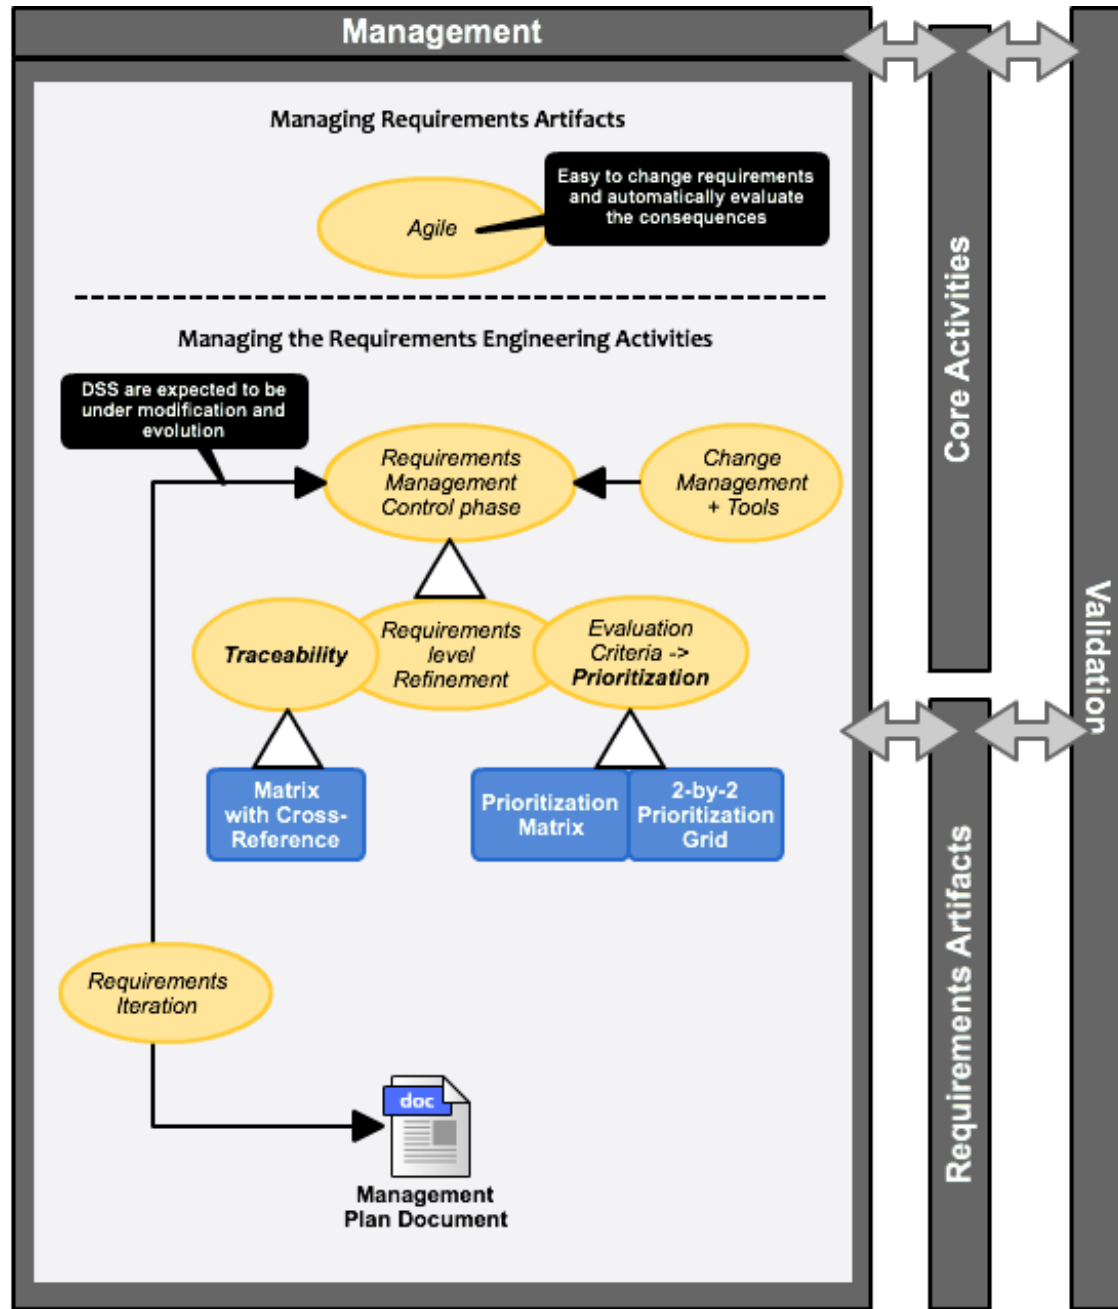 Management
Managing Requirements Artifacts
Easy to change requirements
and automatically evaluate
the consequences
Agile
Managing the Requirements Engineering Activities
DSS are expected to be
under modification and
evolution
Requirements
Management
Control phase
Change
Management
+ Tools
Traceability
Requirements
level
Refinement
Evaluation
Criteria ->
Prioritization
Matrix
with Cross-
Reference
Prioritization
Matrix
2-by-2
Prioritization
Grid
Requirements
Iteration
doc
Management
Plan Document
Core Activities
Requirements Artifacts
Validation